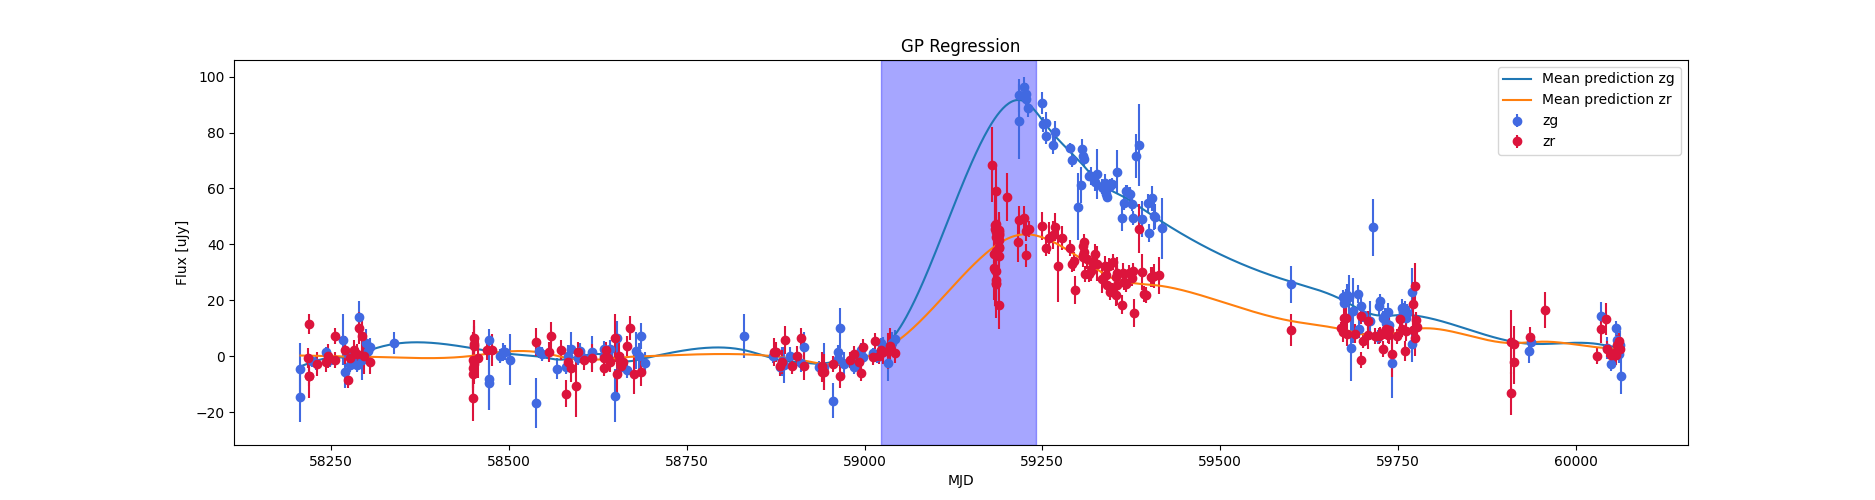 GP Regression
Flux [uJy]
100
80
60
40
20
0
−20
58250
58500
58750
59000
59250
59500
59750
60000
MJD
Mean prediction zg
Mean prediction zr
zg
zr